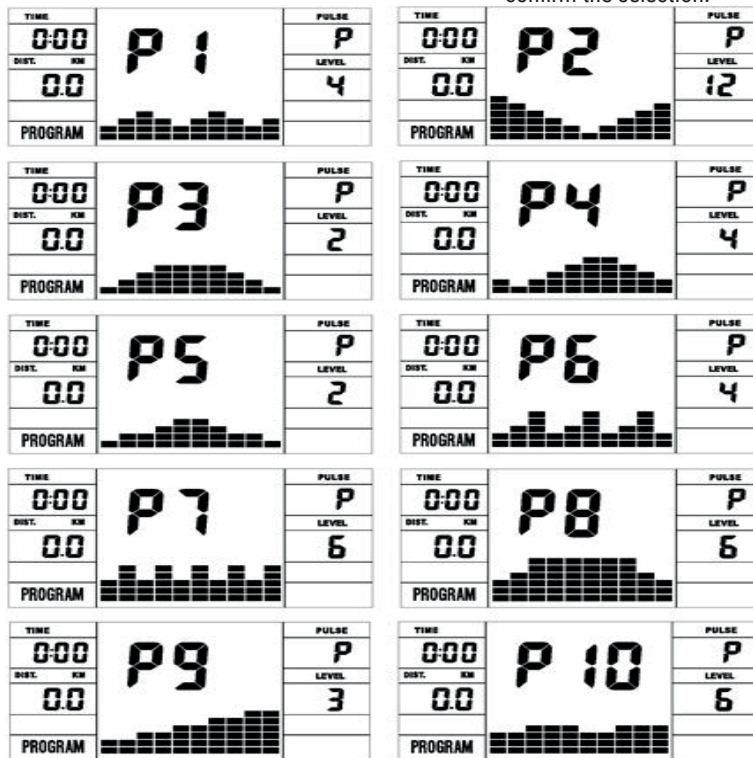 confirm the selection.
TIME
0:00
DIST. KM
0.0
PROGRAM
P 1
PULSE
P
LEVEL
4
TIME
0:00
DIST. KM
0.0
PROGRAM
P2
PULSE
P
LEVEL
12
TIME
0:00
DIST. KM
0.0
PROGRAM
P3
PULSE
P
LEVEL
2
TIME
0:00
DIST. KM
0.0
PROGRAM
P4
PULSE
P
LEVEL
4
TIME
0:00
DIST. KM
0.0
PROGRAM
P5
PULSE
P
LEVEL
2
TIME
0:00
DIST. KM
0.0
PROGRAM
P6
PULSE
P
LEVEL
4
TIME
0:00
DIST. KM
0.0
PROGRAM
P7
PULSE
P
LEVEL
6
TIME
0:00
DIST. KM
0.0
PROGRAM
P8
PULSE
P
LEVEL
6
TIME
0:00
DIST. KM
0.0
PROGRAM
P9
PULSE
P
LEVEL
3
TIME
0:00
DIST. KM
0.0
PROGRAM
P 10
PULSE
P
LEVEL
6